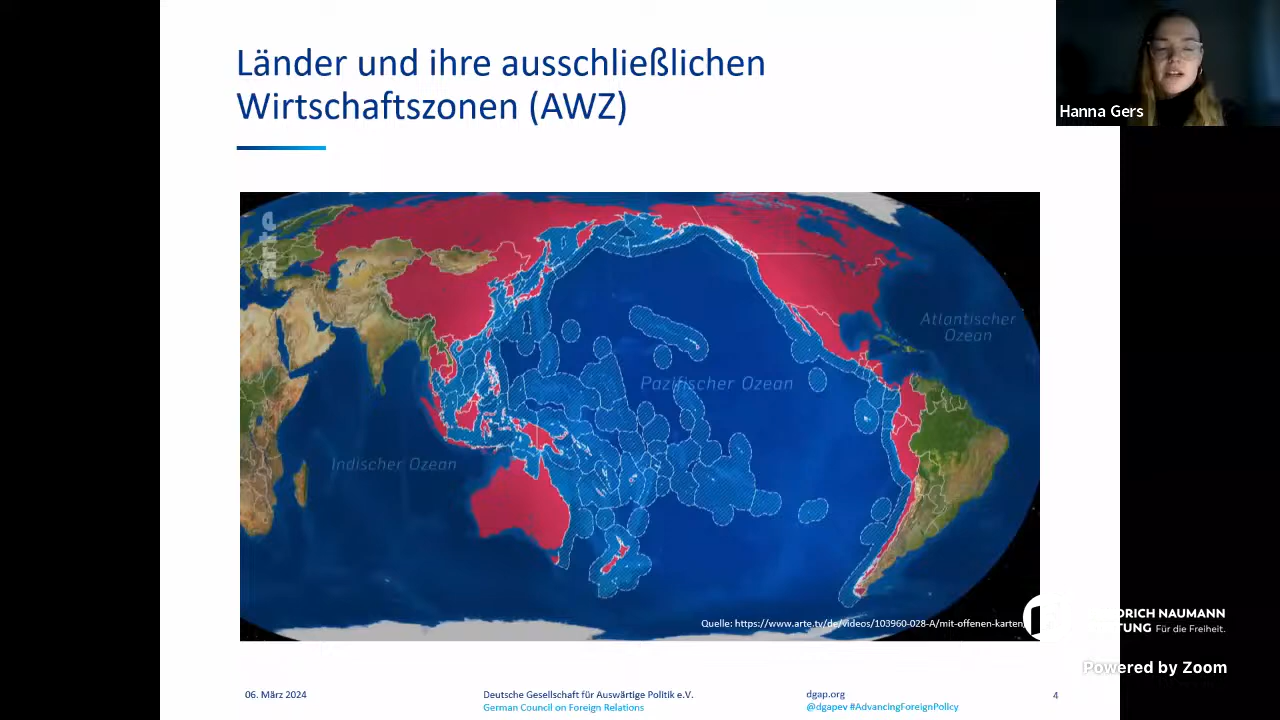 Länder und ihre ausschließlichen
Wirtschaftszonen (AWZ)
Hanna Gers
arte
Atlantischer
Ozean
Pazifischer Ozean
Indischer Ozean
Quelle: https://www.arte.tv/de/videos/103960-028-A/mit-offenen-karten/
DRICH NAUMANN
TUNG Für die Freiheit.
Powered by Zoom
06. März 2024
Deutsche Gesellschaft für Auswärtige Politik e.V.
German Council on Foreign Relations
dgap.org
@dgapev #AdvancingForeignPolicy
4